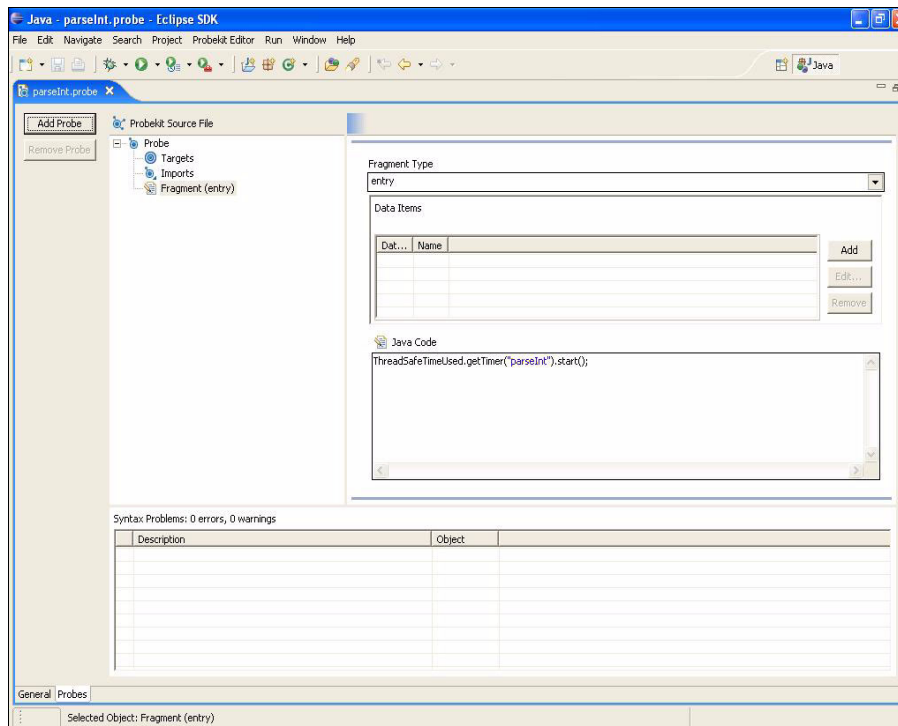 Java - parseInt.probe - Eclipse SDK
File Edit Navigate Search Project Probekit Editor Run Window Help
Java
parseInt.probe
Add Probe
Remove Probe
Probekit Source File
Probe
Targets
Imports
Fragment (entry)
Fragment Type
entry
Data Items
Dat... Name
Add
Edit...
Remove
Java Code
ThreadSafeTimeUsed.getTimer("parseInt").start();
Syntax Problems: 0 errors, 0 warnings
Description Object
General Probes
Selected Object: Fragment (entry)